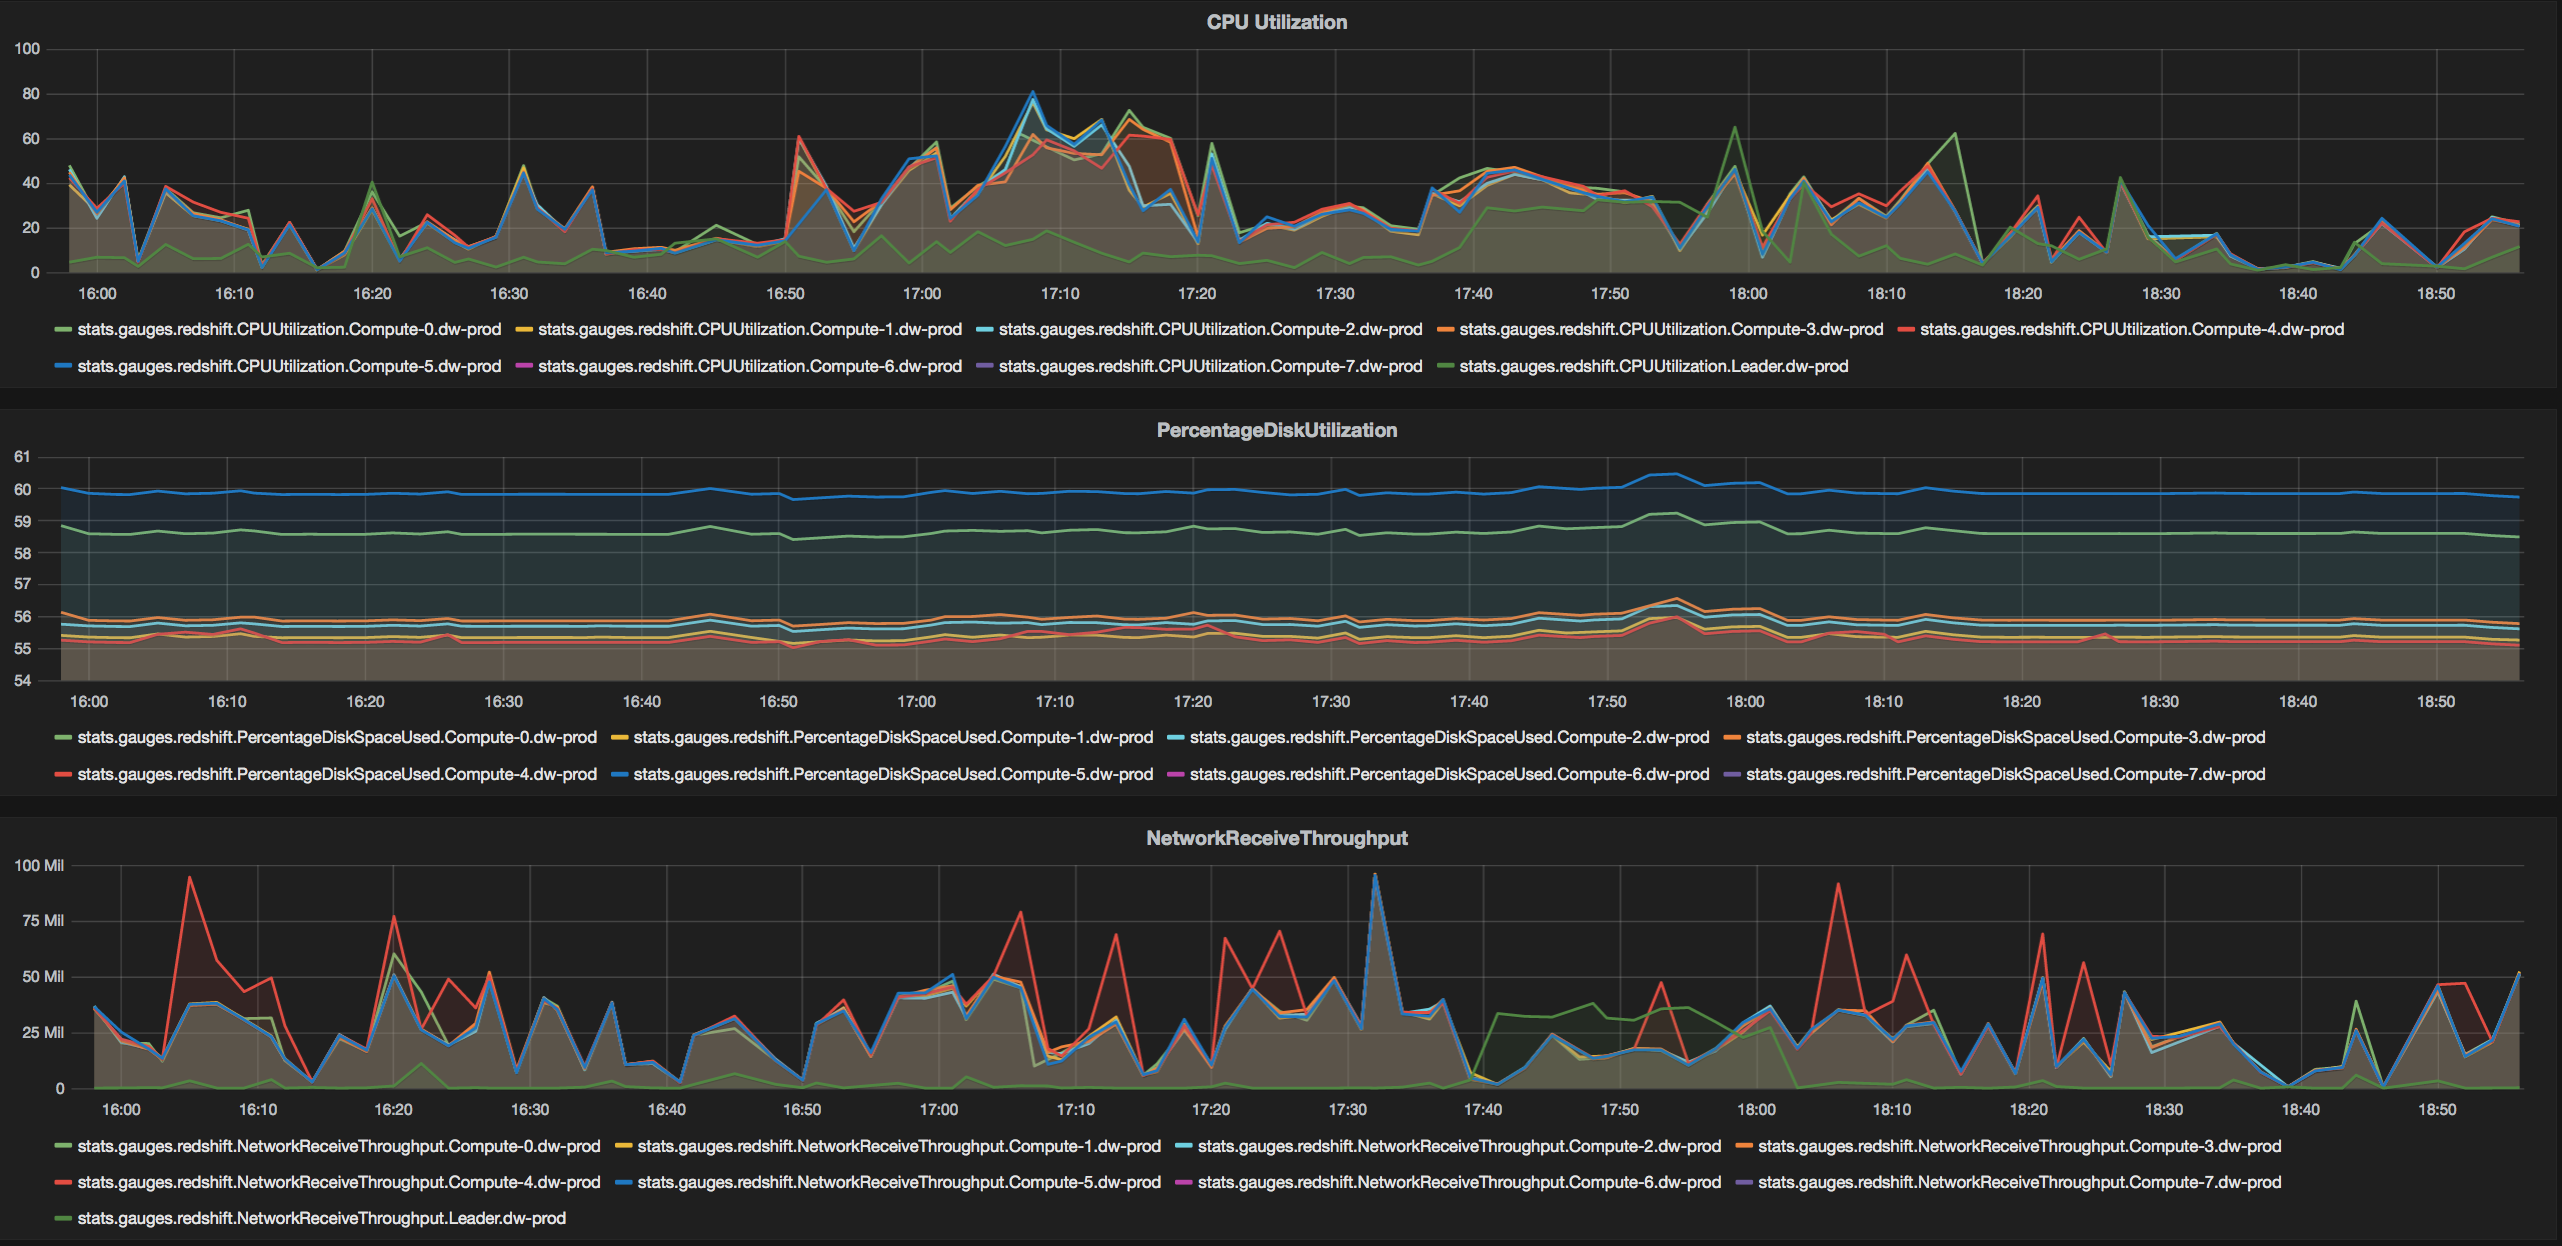 CPU Utilization
100
80
60
40
20
0
16:00 16:10 16:20 16:30 16:40 16:50 17:00 17:10 17:20 17:30 17:40 17:50 18:00 18:10 18:20 18:30 18:40 18:50
stats.gauges.redshift.CPUUtilization.Compute-0.dw-prod stats.gauges.redshift.CPUUtilization.Compute-1.dw-prod stats.gauges.redshift.CPUUtilization.Compute-2.dw-prod stats.gauges.redshift.CPUUtilization.Compute-3.dw-prod stats.gauges.redshift.CPUUtilization.Compute-4.dw-prod
stats.gauges.redshift.CPUUtilization.Compute-5.dw-prod stats.gauges.redshift.CPUUtilization.Compute-6.dw-prod stats.gauges.redshift.CPUUtilization.Compute-7.dw-prod stats.gauges.redshift.CPUUtilization.Leader.dw-prod
PercentageDiskUtilization
61
60
59
58
57
56
55
54
16:00 16:10 16:20 16:30 16:40 16:50 17:00 17:10 17:20 17:30 17:40 17:50 18:00 18:10 18:20 18:30 18:40 18:50
stats.gauges.redshift.PercentageDiskSpaceUsed.Compute-0.dw-prod stats.gauges.redshift.PercentageDiskSpaceUsed.Compute-1.dw-prod stats.gauges.redshift.PercentageDiskSpaceUsed.Compute-2.dw-prod stats.gauges.redshift.PercentageDiskSpaceUsed.Compute-3.dw-prod
stats.gauges.redshift.PercentageDiskSpaceUsed.Compute-4.dw-prod stats.gauges.redshift.PercentageDiskSpaceUsed.Compute-5.dw-prod stats.gauges.redshift.PercentageDiskSpaceUsed.Compute-6.dw-prod stats.gauges.redshift.PercentageDiskSpaceUsed.Compute-7.dw-prod
NetworkReceiveThroughput
100 Mil
75 Mil
50 Mil
25 Mil
0
16:00 16:10 16:20 16:30 16:40 16:50 17:00 17:10 17:20 17:30 17:40 17:50 18:00 18:10 18:20 18:30 18:40 18:50
stats.gauges.redshift.NetworkReceiveThroughput.Compute-0.dw-prod stats.gauges.redshift.NetworkReceiveThroughput.Compute-1.dw-prod stats.gauges.redshift.NetworkReceiveThroughput.Compute-2.dw-prod stats.gauges.redshift.NetworkReceiveThroughput.Compute-3.dw-prod
stats.gauges.redshift.NetworkReceiveThroughput.Compute-4.dw-prod stats.gauges.redshift.NetworkReceiveThroughput.Compute-5.dw-prod stats.gauges.redshift.NetworkReceiveThroughput.Compute-6.dw-prod stats.gauges.redshift.NetworkReceiveThroughput.Compute-7.dw-prod
stats.gauges.redshift.NetworkReceiveThroughput.Leader.dw-prod